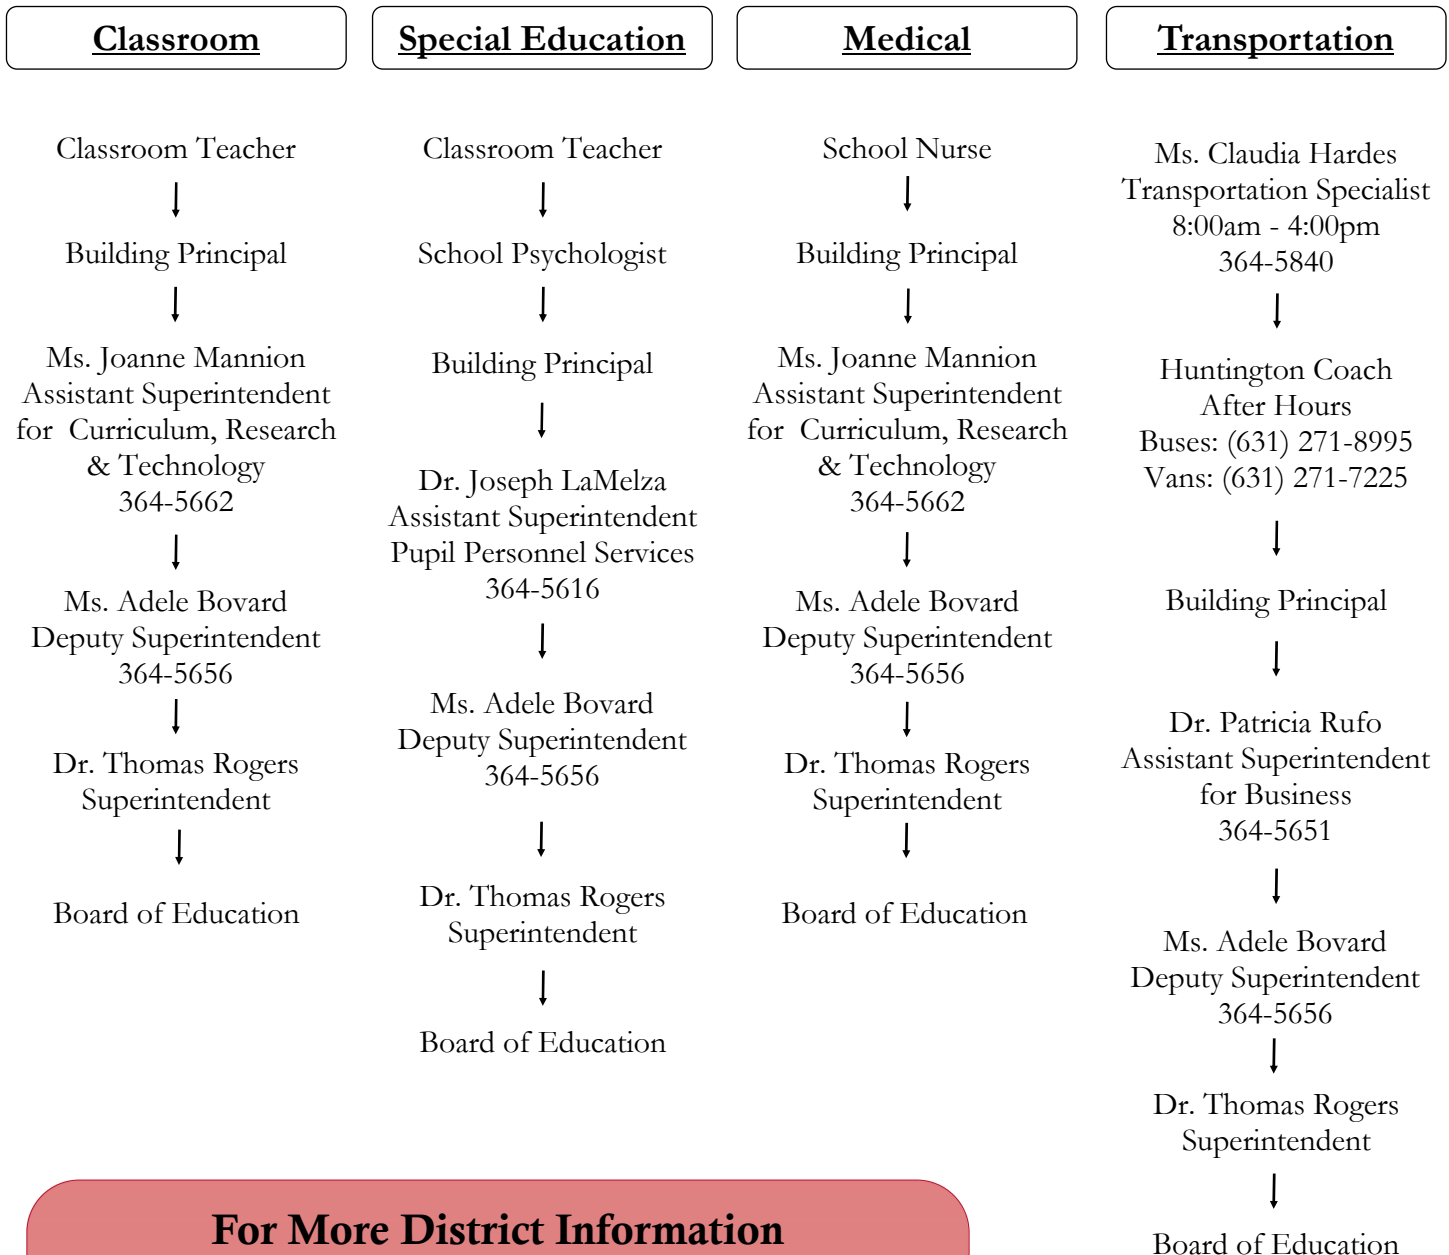 Classroom
Classroom Teacher
Building Principal
Ms. Joanne Mannion
Assistant Superintendent
for Curriculum, Research
& Technology
364-5662
Ms. Adele Bovard
Deputy Superintendent
364-5656
Dr. Thomas Rogers
Superintendent
Board of Education
Special Education
Classroom Teacher
School Psychologist
Building Principal
Dr. Joseph LaMelza
Assistant Superintendent
Pupil Personnel Services
364-5616
Ms. Adele Bovard
Deputy Superintendent
364-5656
Dr. Thomas Rogers
Superintendent
Board of Education
Medical
School Nurse
Building Principal
Ms. Joanne Mannion
Assistant Superintendent
for Curriculum, Research
& Technology
364-5662
Ms. Adele Bovard
Deputy Superintendent
364-5656
Dr. Thomas Rogers
Superintendent
Board of Education
Transportation
Ms. Claudia Hardes
Transportation Specialist
8:00am - 4:00pm
364-5840
Huntington Coach
After Hours
Buses: (631) 271-8995
Vans: (631) 271-7225
Building Principal
Dr. Patricia Rufo
Assistant Superintendent
for Business
364-5651
Ms. Adele Bovard
Deputy Superintendent
364-5656
Dr. Thomas Rogers
Superintendent
Board of Education
For More District Information